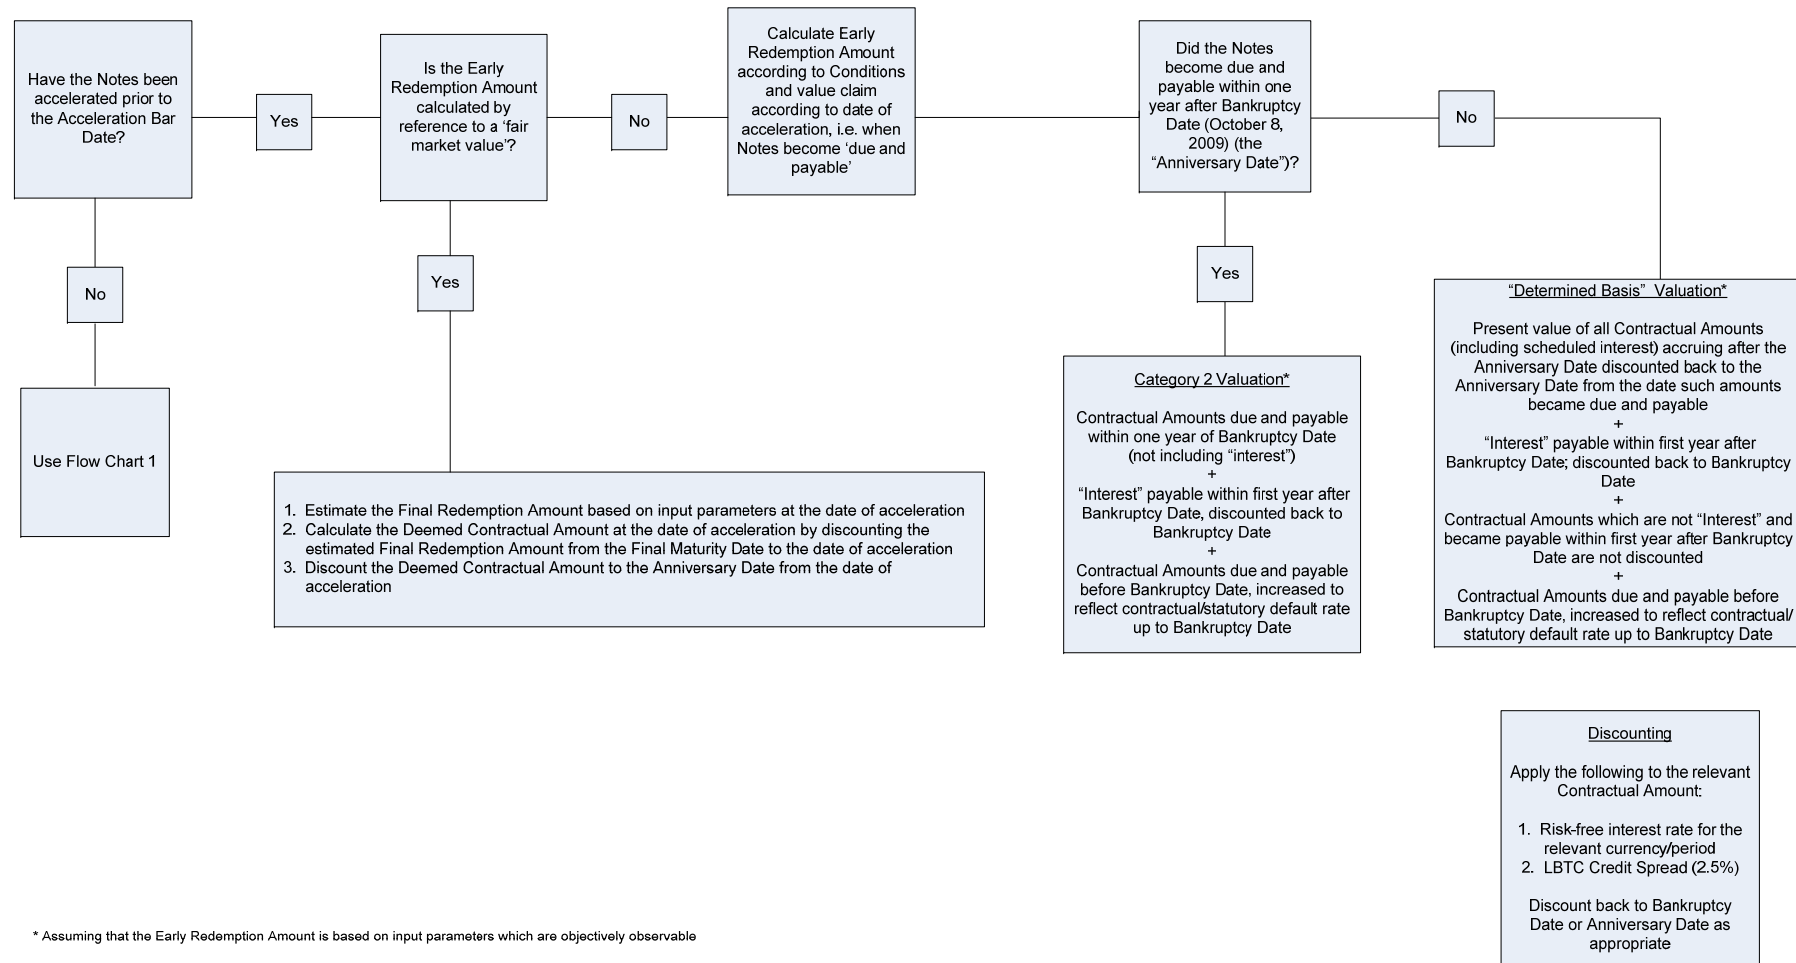 Have the Notes been
accelerated prior to
the Acceleration Bar
Date?
Yes
Is the Early
Redemption Amount
calculated by
reference to a ‘fair
market value’?
No
Calculate Early
Redemption Amount
according to Conditions
and value claim
according to date of
acceleration, i.e. when
Notes become ‘due and
payable’
Did the Notes
become due and
payable within one
year after Bankruptcy
Date (October 8,
2009) (the
“Anniversary Date”)?
No
No
Yes
Yes
Use Flow Chart 1
1. Estimate the Final Redemption Amount based on input parameters at the date of acceleration
2. Calculate the Deemed Contractual Amount at the date of acceleration by discounting the
estimated Final Redemption Amount from the Final Maturity Date to the date of acceleration
3. Discount the Deemed Contractual Amount to the Anniversary Date from the date of
acceleration
Category 2 Valuation*
Contractual Amounts due and payable
within one year of Bankruptcy Date
(not including “interest”)
+
“Interest” payable within first year after
Bankruptcy Date, discounted back to
Bankruptcy Date
+
Contractual Amounts due and payable
before Bankruptcy Date, increased to
reflect contractual/statutory default rate
up to Bankruptcy Date
“Determined Basis” Valuation*
Present value of all Contractual Amounts
(including scheduled interest) accruing after the
Anniversary Date discounted back to the
Anniversary Date from the date such amounts
became due and payable
+
“Interest” payable within first year after
Bankruptcy Date; discounted back to Bankruptcy
Date
+
Contractual Amounts which are not “Interest” and
became payable within first year after Bankruptcy
Date are not discounted
+
Contractual Amounts due and payable before
Bankruptcy Date, increased to reflect contractual/
statutory default rate up to Bankruptcy Date
Discounting
Apply the following to the relevant
Contractual Amount:
1. Risk-free interest rate for the
relevant currency/period
2. LBTC Credit Spread (2.5%)
Discount back to Bankruptcy
Date or Anniversary Date as
appropriate
* Assuming that the Early Redemption Amount is based on input parameters which are objectively observable